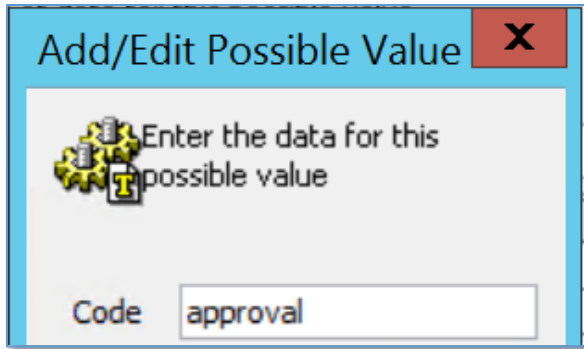 Add/Edit Possible Value X
Enter the data for this
possible value
T
Code approval